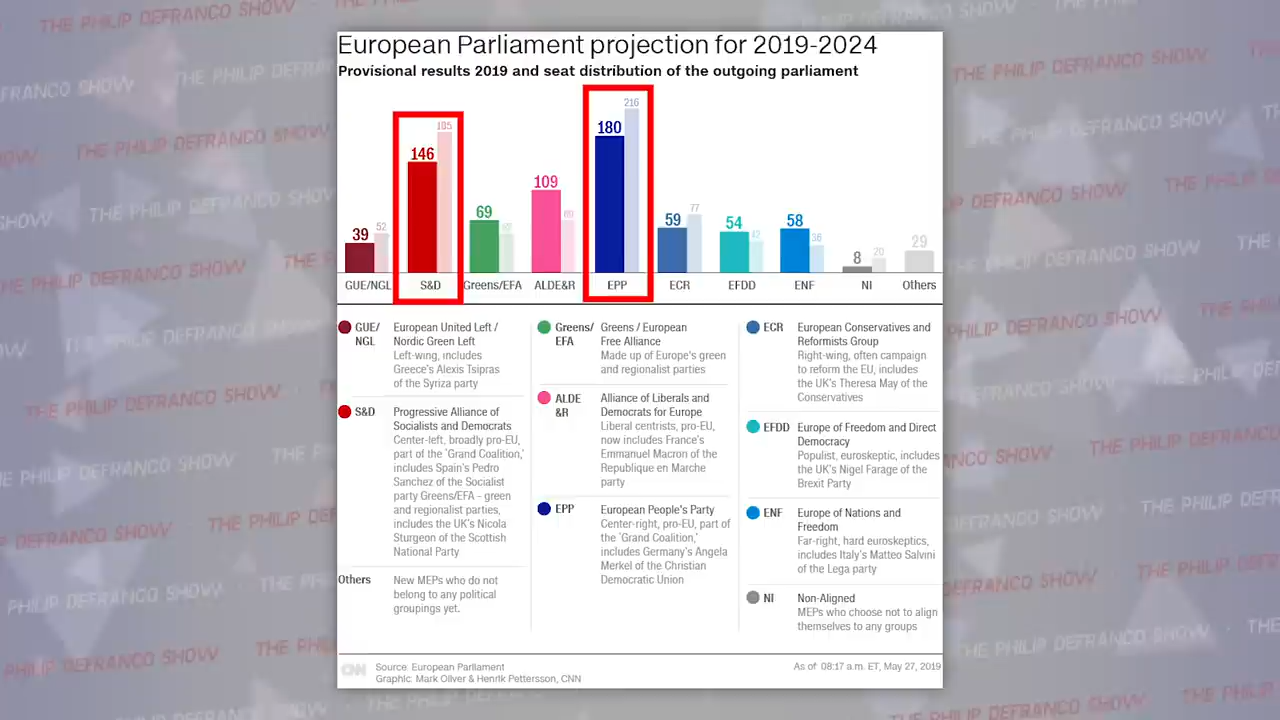 European Parliament projection for 2019-2024
Provisional results 2019 and seat distribution of the outgoing parliament
39 52
146
69
109
180 216
59 77
54
58 36
8 20
29
GUE/NGL S&D Greens/EFA ALDE&R EPP ECR EFDD ENF NI Others
GUE/
NGL
European United Left /
Nordic Green Left
Left-wing, includes
Greece's Alexis Tsipras
of the Syriza party
S&D
Progressive Alliance of
Socialists and Democrats
Center-left, broadly pro-EU,
part of the 'Grand Coalition,'
includes Spain's Pedro
Sanchez of the Socialist
party Greens/EFA - green
and regionalist parties,
includes the UK's Nicola
Sturgeon of the Scottish
National Party
Others
New MEPs who do not
belong to any political
groupings yet.
Greens/
EFA
Greens / European
Free Alliance
Made up of Europe's green
and regionalist parties
ALDE
&R
Alliance of Liberals and
Democrats for Europe
Liberal centrists, pro-EU,
now includes France's
Emmanuel Macron of the
Republique en Marche
party
EPP
European People's Party
Center-right, pro-EU, part of
the 'Grand Coalition,'
includes Germany's Angela
Merkel of the Christian
Democratic Union
ECR
European Conservatives and
Reformists Group
Right-wing, often campaign
to reform the EU, includes
the UK's Theresa May of the
Conservatives
EFDD
Europe of Freedom and Direct
Democracy
Populist, euroskeptic, includes
the UK's Nigel Farage of the
Brexit Party
ENF
Europe of Nations and
Freedom
Far-right, hard euroskeptics,
includes Italy's Matteo Salvini
of the Lega party
NI
Non-Aligned
MEPs who choose not to align
themselves to any groups
CNN
Source: European Parliament
Graphic: Mark Oliver & Henrik Pettersson, CNN
As of 08:17 a.m. ET, May 27, 2019
THE PHILIP DEFRANCO SHOW